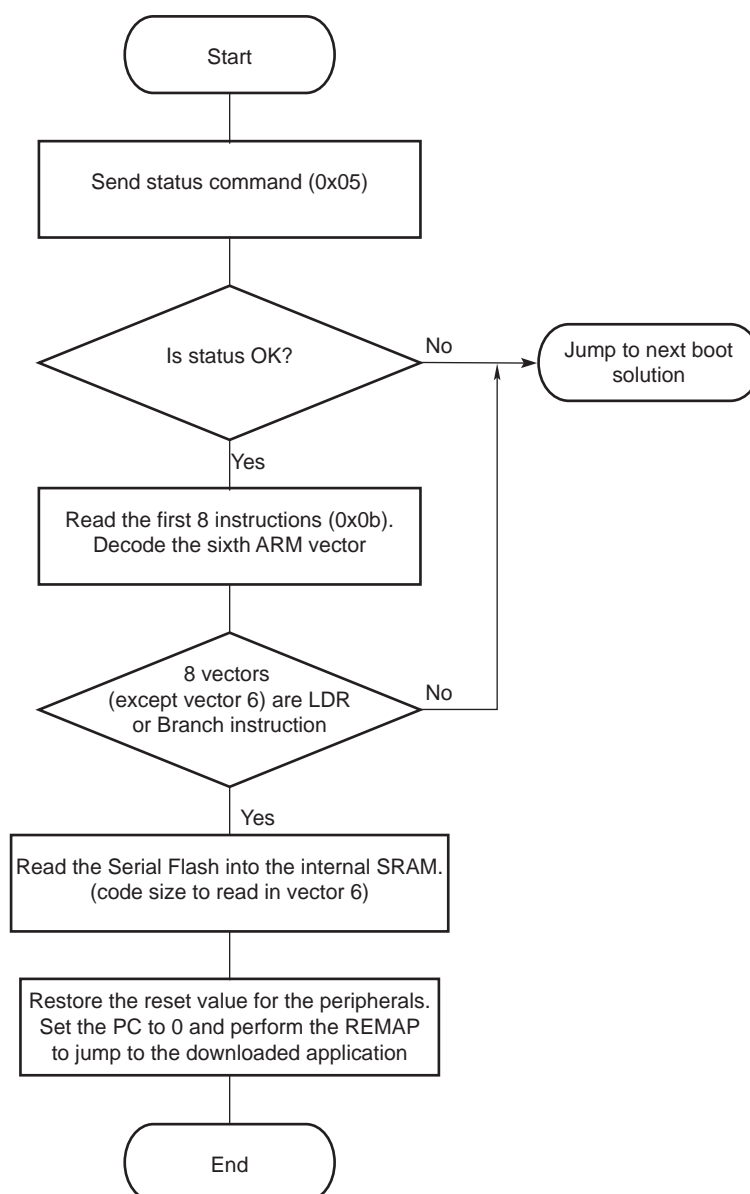 Start
Send status command (0x05)
Is status OK?
No
Jump to next boot
solution
Yes
Read the first 8 instructions (0x0b).
Decode the sixth ARM vector
8 vectors
(except vector 6) are LDR
or Branch instruction
No
Yes
Read the Serial Flash into the internal SRAM.
(code size to read in vector 6)
Restore the reset value for the peripherals.
Set the PC to 0 and perform the REMAP
to jump to the downloaded application
End